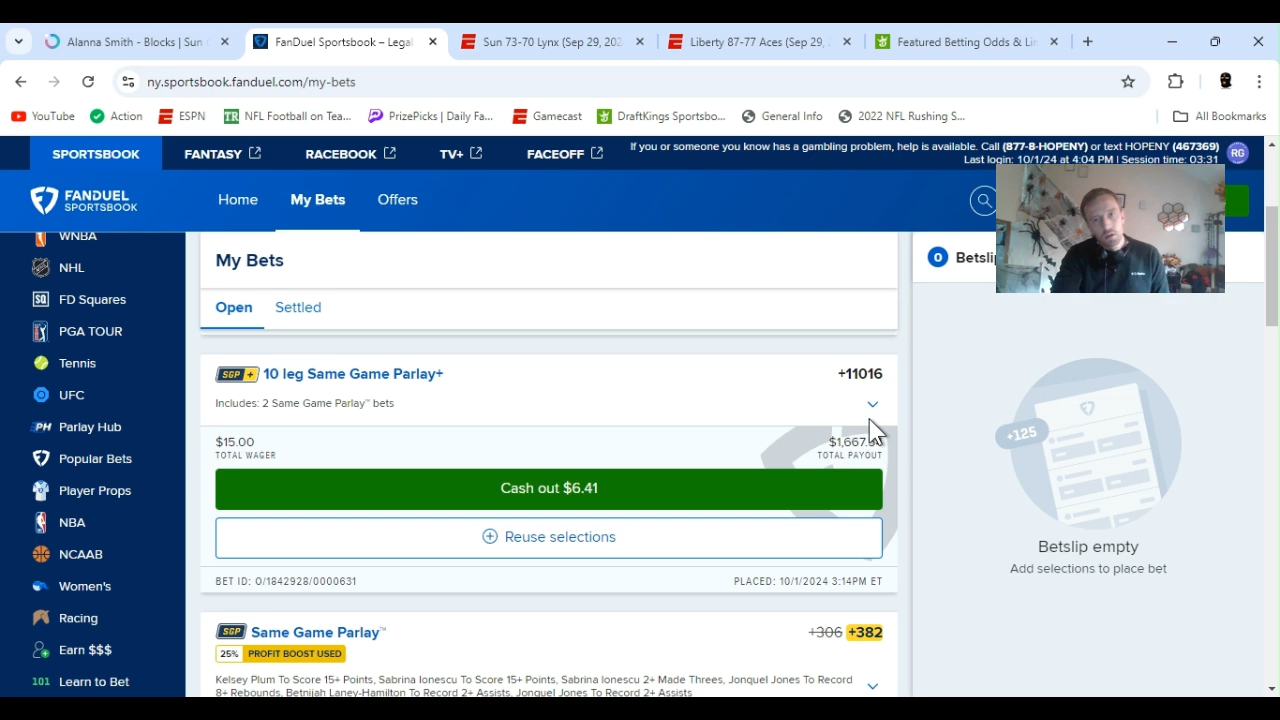 Alanna Smith - Blocks | Sun
FanDuel Sportsbook – Legal
Sun 73-70 Lynx (Sep 29, 202
Liberty 87-77 Aces (Sep 29,
Featured Betting Odds & Lin
ny.sportsbook.fanduel.com/my-bets
YouTube
Action
ESPN
TR
NFL Football on Tea...
PrizePicks | Daily Fa...
Gamecast
DraftKings Sportsbo...
General Info
2022 NFL Rushing S...
All Bookmarks
SPORTSBOOK
FANTASY
RACEBOOK
TV+
FACEOFF
If you or someone you know has a gambling problem, help is available. Call (877-8-HOPENY) or text HOPENY (467369)
Last login: 10/1/24 at 4:04 PM | Session time: 03:31
RG
FANDUEL
SPORTSBOOK
Home
My Bets
Offers
WNBA
NHL
SQ FD Squares
PGA TOUR
Tennis
UFC
PH Parlay Hub
Popular Bets
Player Props
NBA
NCAAB
Women's
Racing
Earn $$$
101 Learn to Bet
My Bets
Open
Settled
SGP + 10 leg Same Game Parlay+
+11016
Includes: 2 Same Game Parlay™ bets
$15.00
TOTAL WAGER
TOTAL PAYOUT
Cash out $6.41
Reuse selections
BET ID: O/1842928/0000631
PLACED: 10/1/2024 3:14PM ET
SGP Same Game Parlay™
+306 +382
25% PROFIT BOOST USED
Kelsey Plum To Score 15+ Points, Sabrina Ionescu To Score 15+ Points, Sabrina Ionescu 2+ Made Threes, Jonquel Jones To Record
8+ Rebounds, Betnijah Laney-Hamilton To Record 2+ Assists, Jonquel Jones To Record 2+ Assists
0 Betsli
+125
Betslip empty
Add selections to place bet